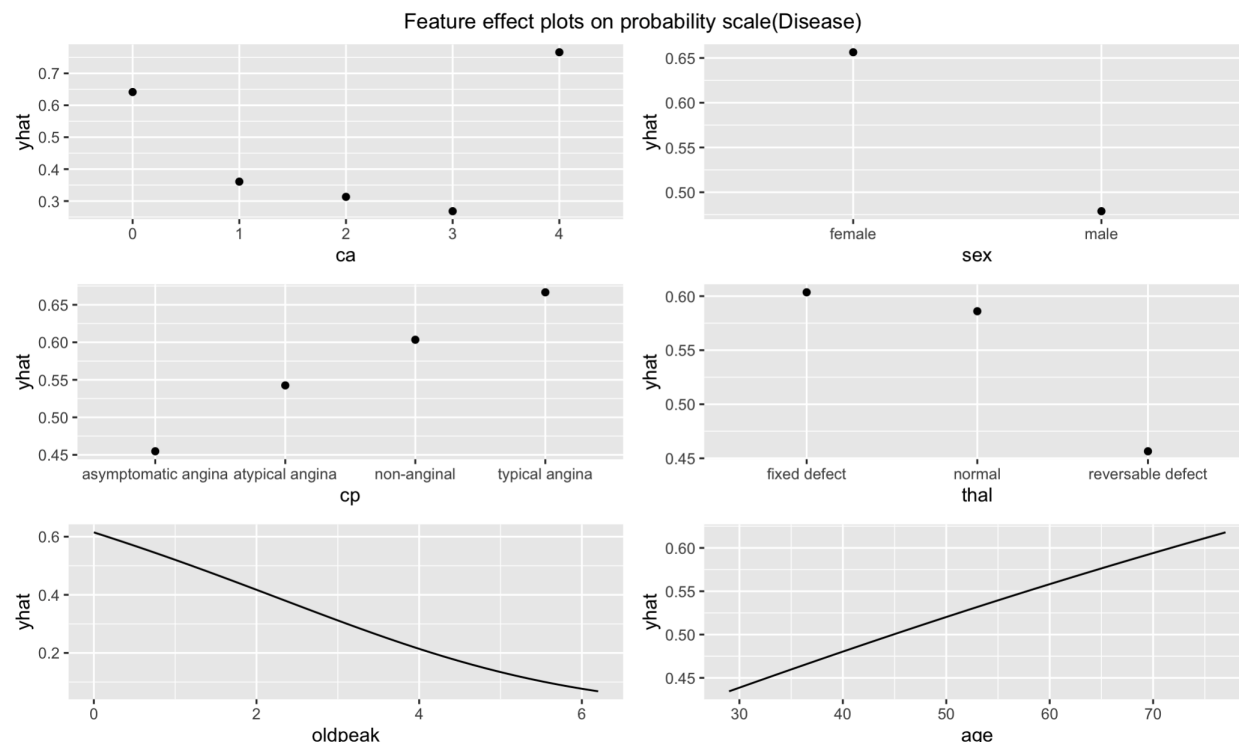 Feature effect plots on probability scale(Disease)
yhat
0.7
0.6
0.5
0.4
0.3
0 1 2 3 4
ca
yhat
0.65
0.60
0.55
0.50
female male
sex
yhat
0.65
0.60
0.55
0.50
0.45
asymptomatic angina atypical angina non-anginal typical angina
cp
yhat
0.60
0.55
0.50
0.45
fixed defect normal reversable defect
thal
yhat
0.6
0.4
0.2
0 2 4 6
oldpeak
yhat
0.60
0.55
0.50
0.45
30 40 50 60 70
age